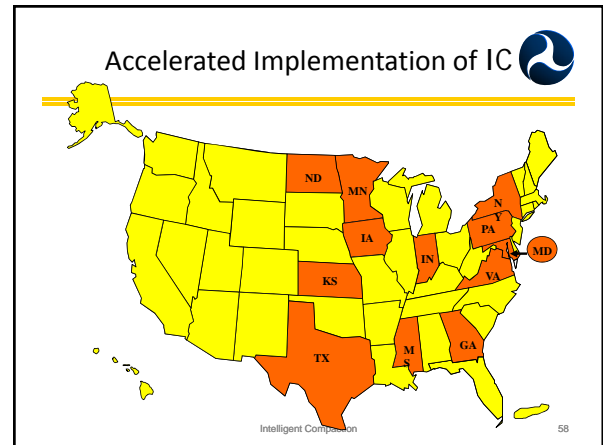 Accelerated Implementation of IC
ND
MN
N
Y
IA
PA
IN
MD
KS
VA
TX
M
S
GA
Intelligent Compaction
58